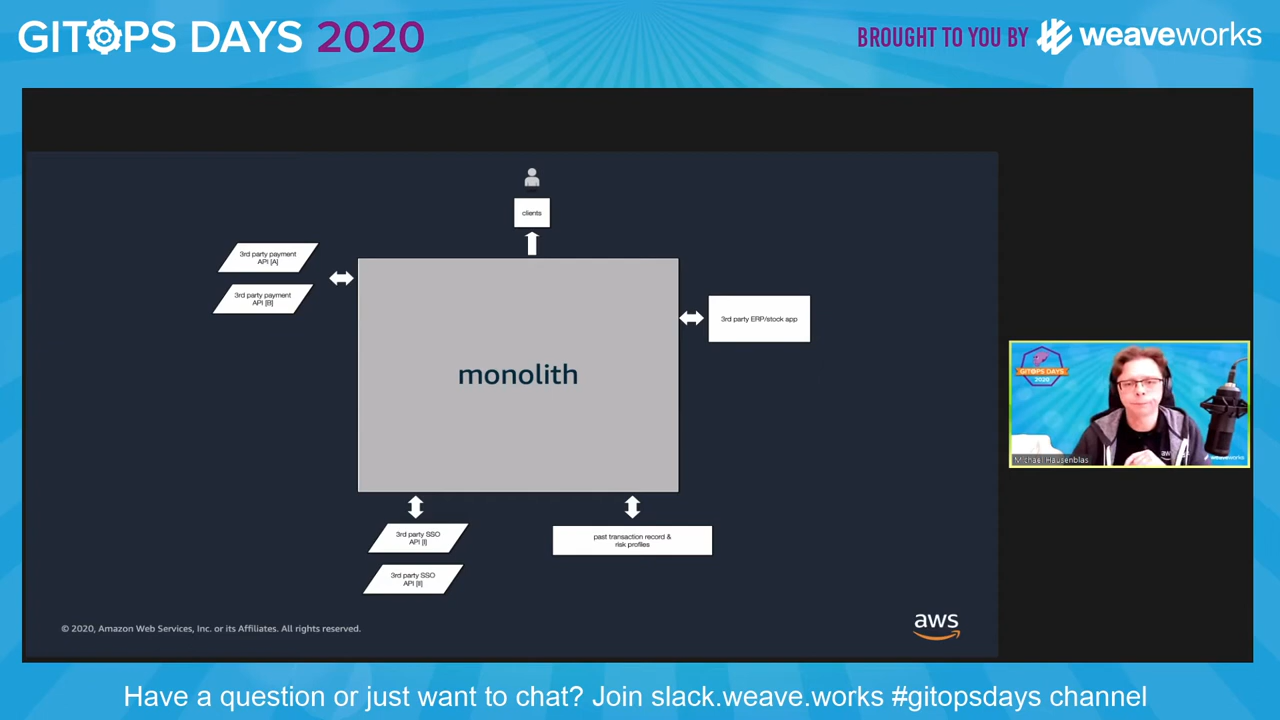 GITOPS DAYS 2020
BROUGHT TO YOU BY weaveworks
clients
3rd party payment
API [A]
3rd party payment
API [B]
3rd party ERP/stock app
monolith
GITOPS DAYS
2020
Michael Hausenblas
weaveworks
3rd party SSO
API [I]
past transaction record &
risk profiles
3rd party SSO
API [II]
© 2020, Amazon Web Services, Inc. or its Affiliates. All rights reserved.
aws
Have a question or just want to chat? Join slack.weave.works #gitopsdays channel